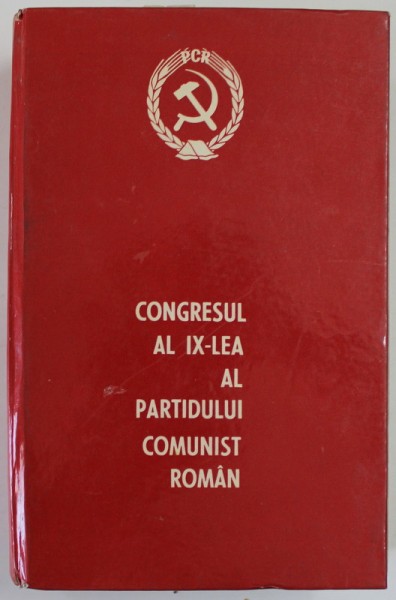 PCR
CONGRESUL
AL IX-LEA
AL
PARTIDULUI
COMUNIST
ROMÂN